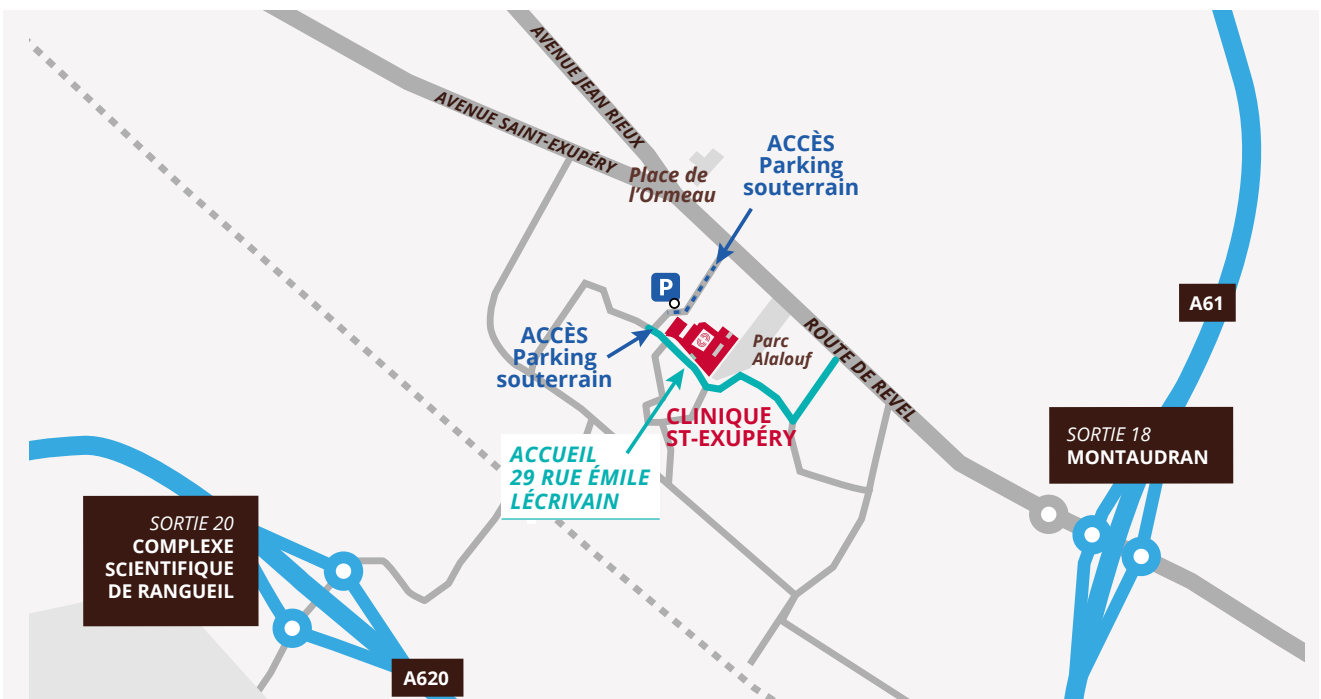 AVENUE JEAN RIEUX
AVENUE SAINT-EXUPÉRY
Place de
l'Ormeau
ACCÈS
Parking
souterrain
P
ACCÈS
Parking
souterrain
Parc
Alalouf
ROUTE DE REVEL
A61
CLINIQUE
ST-EXUPÉRY
ACCUEIL
29 RUE ÉMILE
LÉCRIVAIN
SORTIE 18
MONTAUDRAN
SORTIE 20
COMPLEXE
SCIENTIFIQUE
DE RANGUEIL
A620